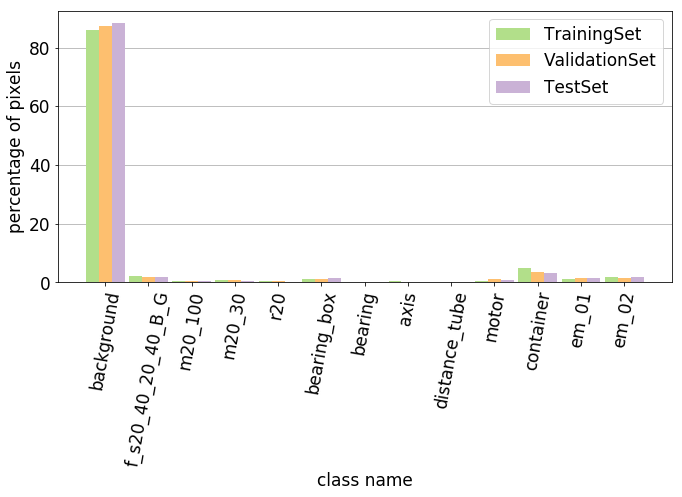 TrainingSet
ValidationSet
TestSet
percentage of pixels
80
60
40
20
0
background
f_s20_40_20_40_B_G
m20_100
m20_30
r20
bearing_box
bearing
axis
distance_tube
motor
container
em_01
em_02
class name